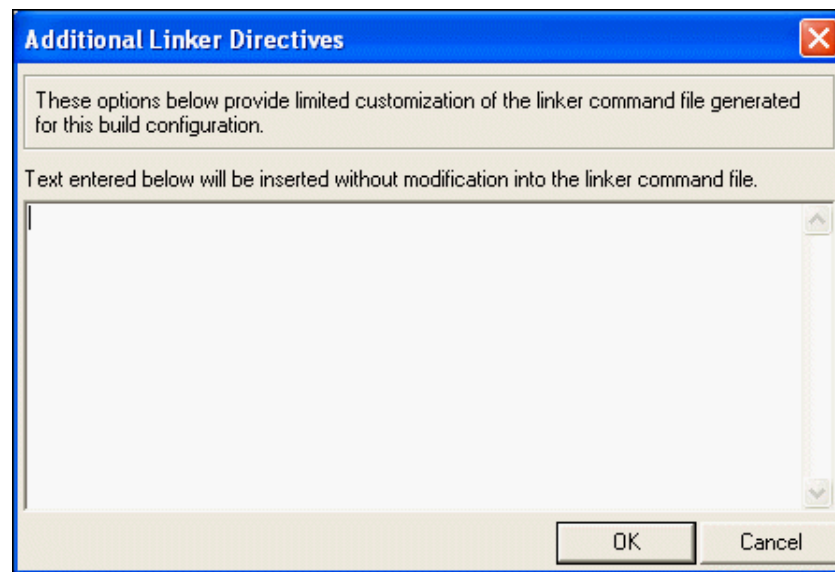 Additional Linker Directives
These options below provide limited customization of the linker command file generated
for this build configuration.
Text entered below will be inserted without modification into the linker command file.
OK
Cancel